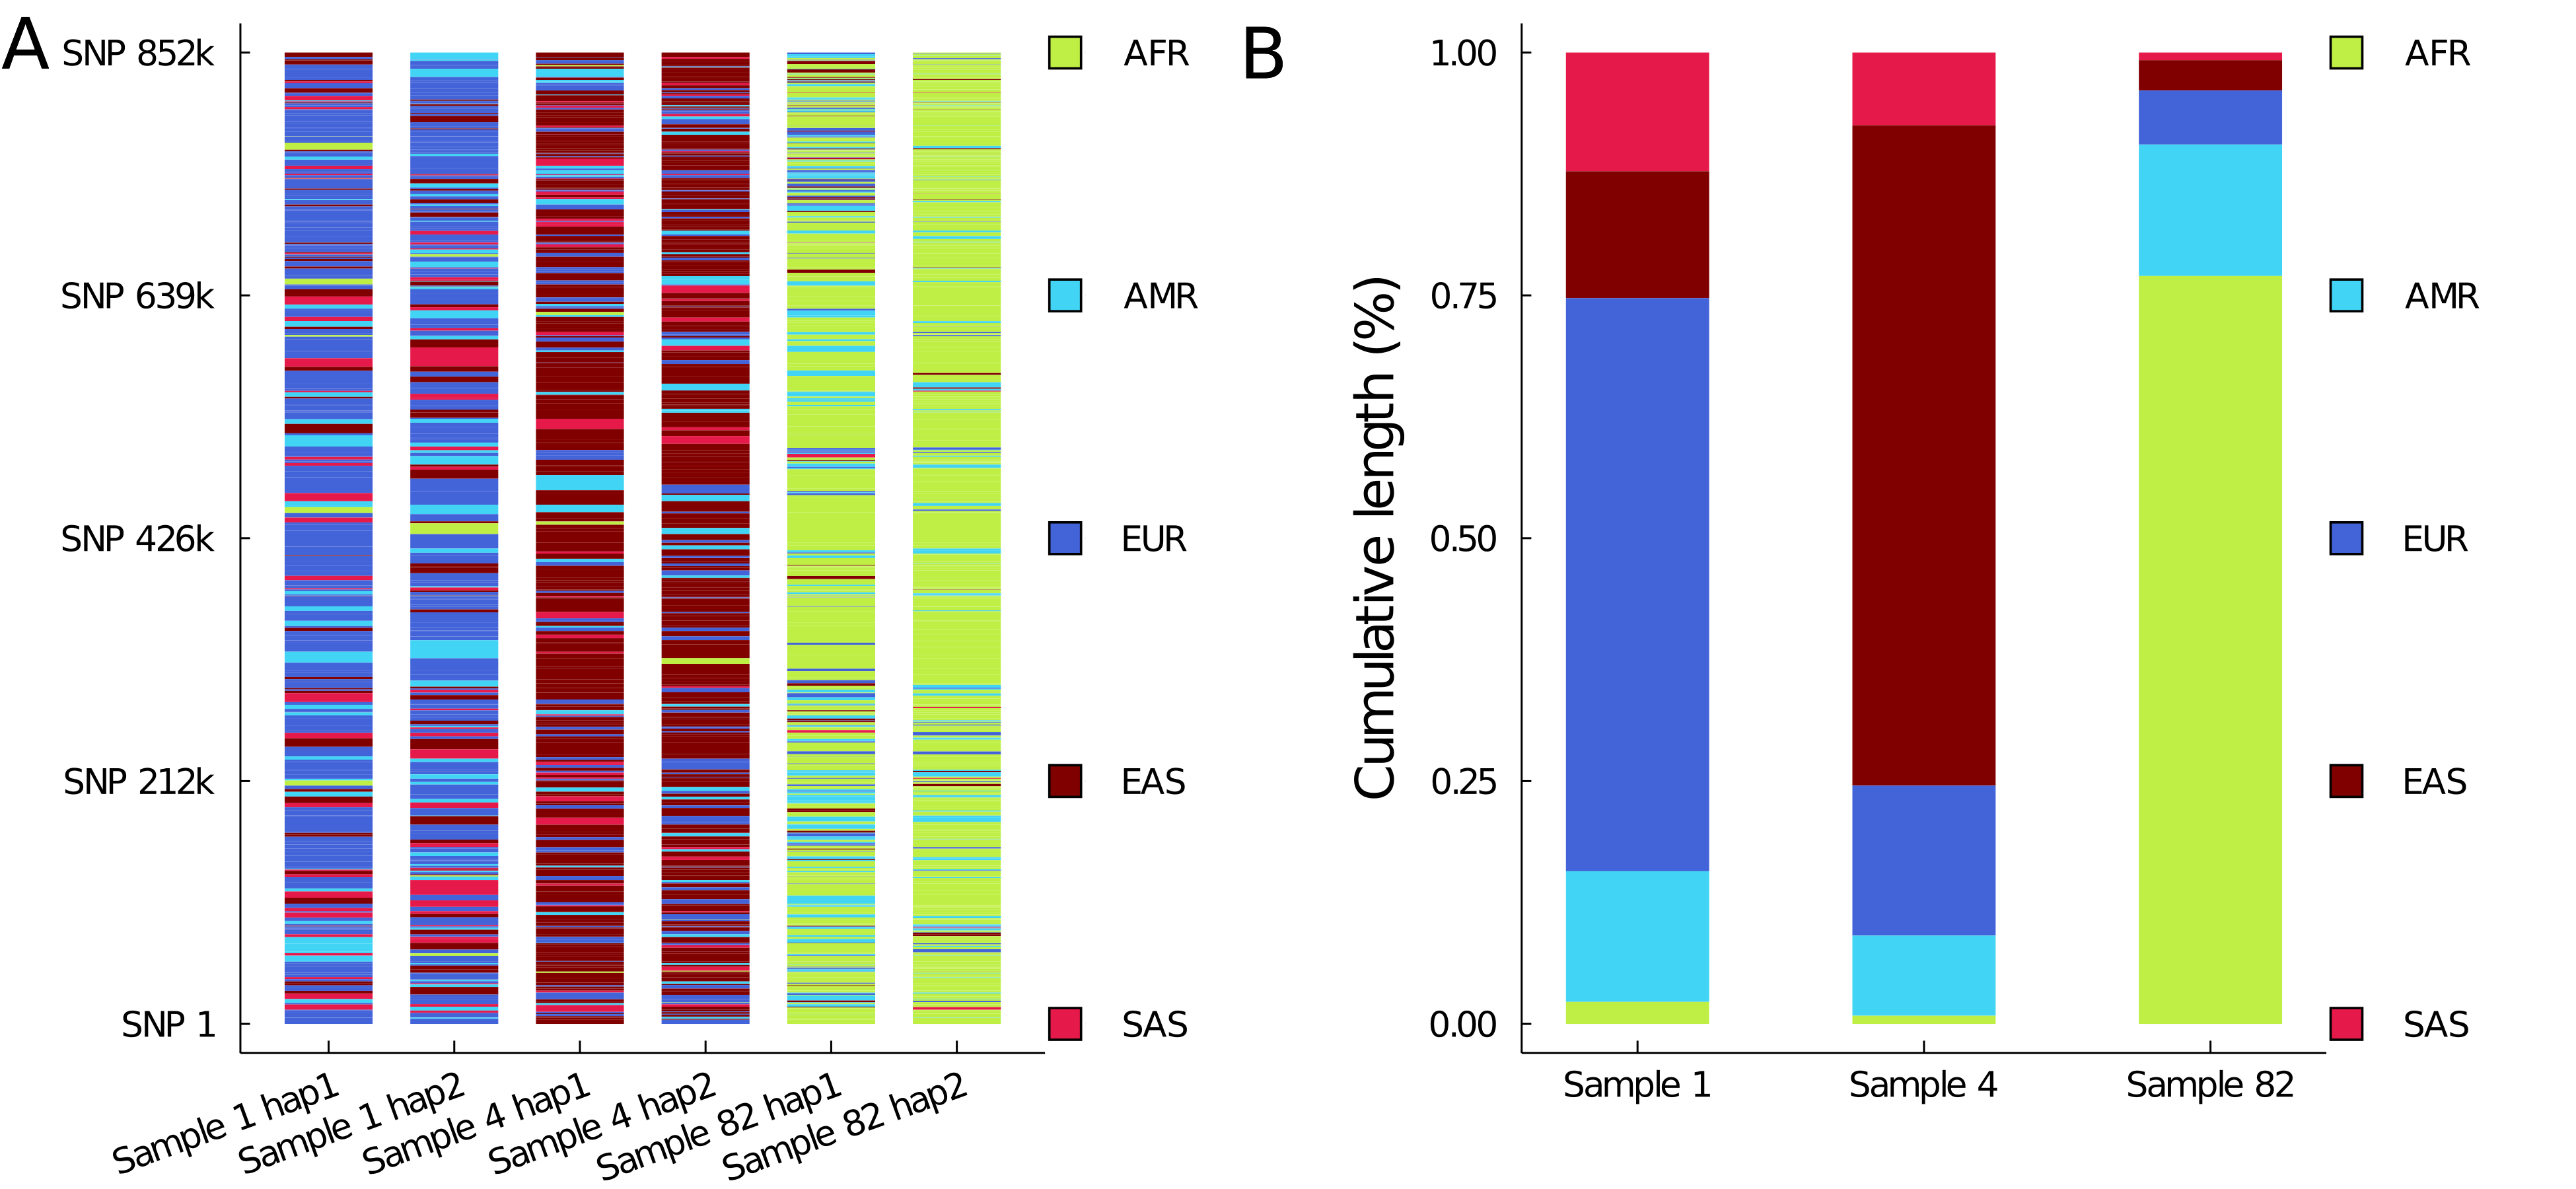 A
SNP 852k
SNP 639k
SNP 426k
SNP 212k
SNP 1
Sample 1 hap1
Sample 1 hap2
Sample 4 hap1
Sample 4 hap2
Sample 82 hap1
Sample 82 hap2
AFR
AMR
EUR
EAS
SAS
B
Cumulative length (%)
1.00
0.75
0.50
0.25
0.00
Sample 1
Sample 4
Sample 82
AFR
AMR
EUR
EAS
SAS